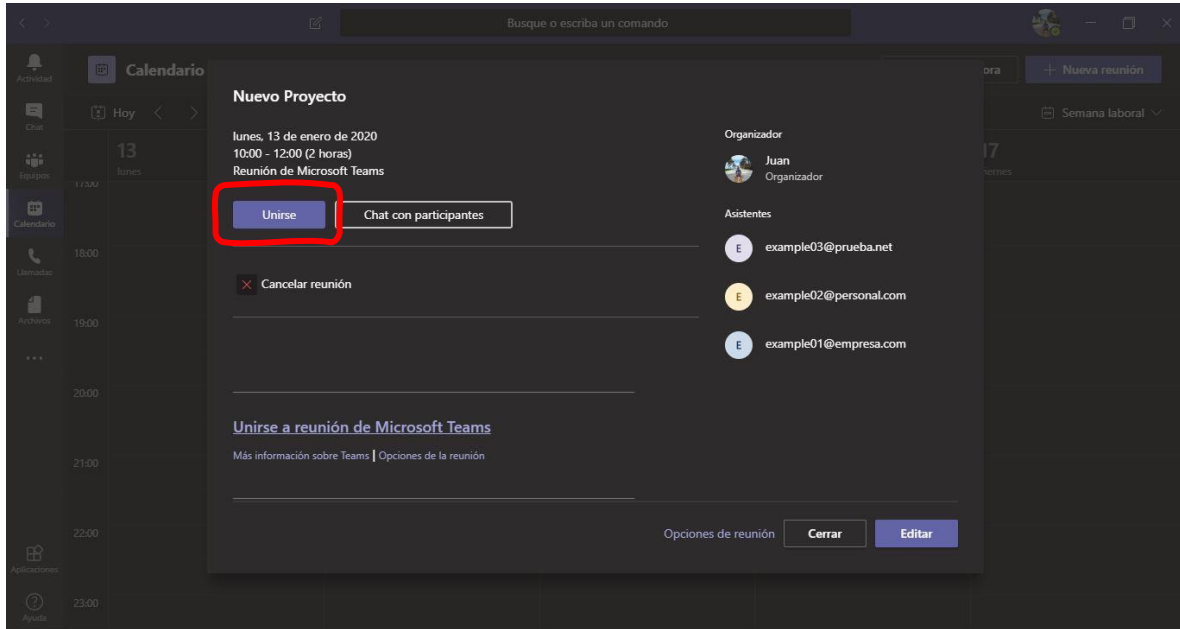 Busque o escriba un comando
Actividad
Chat
Equipos
Calendario
Llamadas
Archivos
Aplicaciones
Ayuda
Calendario
ora
+ Nueva reunión
Hoy
Semana laboral
13
lunes
17
17:00
18:00
19:00
20:00
21:00
22:00
23:00
Nuevo Proyecto
lunes, 13 de enero de 2020
10:00 - 12:00 (2 horas)
Reunión de Microsoft Teams
Unirse
Chat con participantes
Cancelar reunión
Unirse a reunión de Microsoft Teams
Más información sobre Teams | Opciones de la reunión
Organizador
Juan
Organizador
Asistentes
E example03@prueba.net
E example02@personal.com
E example01@empresa.com
Opciones de reunión
Cerrar
Editar